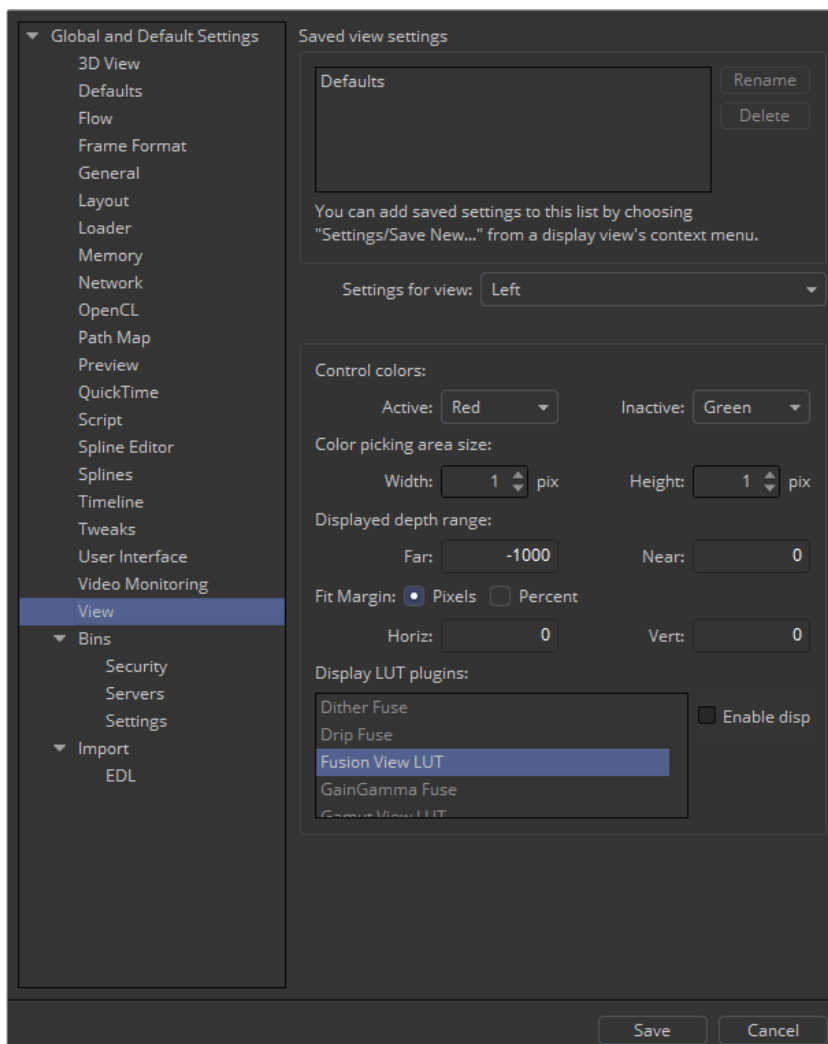 Global and Default Settings
3D View
Defaults
Flow
Frame Format
General
Layout
Loader
Memory
Network
OpenCL
Path Map
Preview
QuickTime
Script
Spline Editor
Splines
Timeline
Tweaks
User Interface
Video Monitoring
View
Bins
Security
Servers
Settings
Import
EDL
Saved view settings
Defaults
Rename
Delete
You can add saved settings to this list by choosing
"Settings/Save New..." from a display view's context menu.
Settings for view: Left
Control colors:
Active: Red Inactive: Green
Color picking area size:
Width: 1 pix Height: 1 pix
Displayed depth range:
Far: -1000 Near: 0
Fit Margin: Pixels Percent
Horiz: 0 Vert: 0
Display LUT plugins:
Dither Fuse
Drip Fuse
Fusion View LUT
GainGamma Fuse
Gamut View LUT
Enable disp
Save Cancel